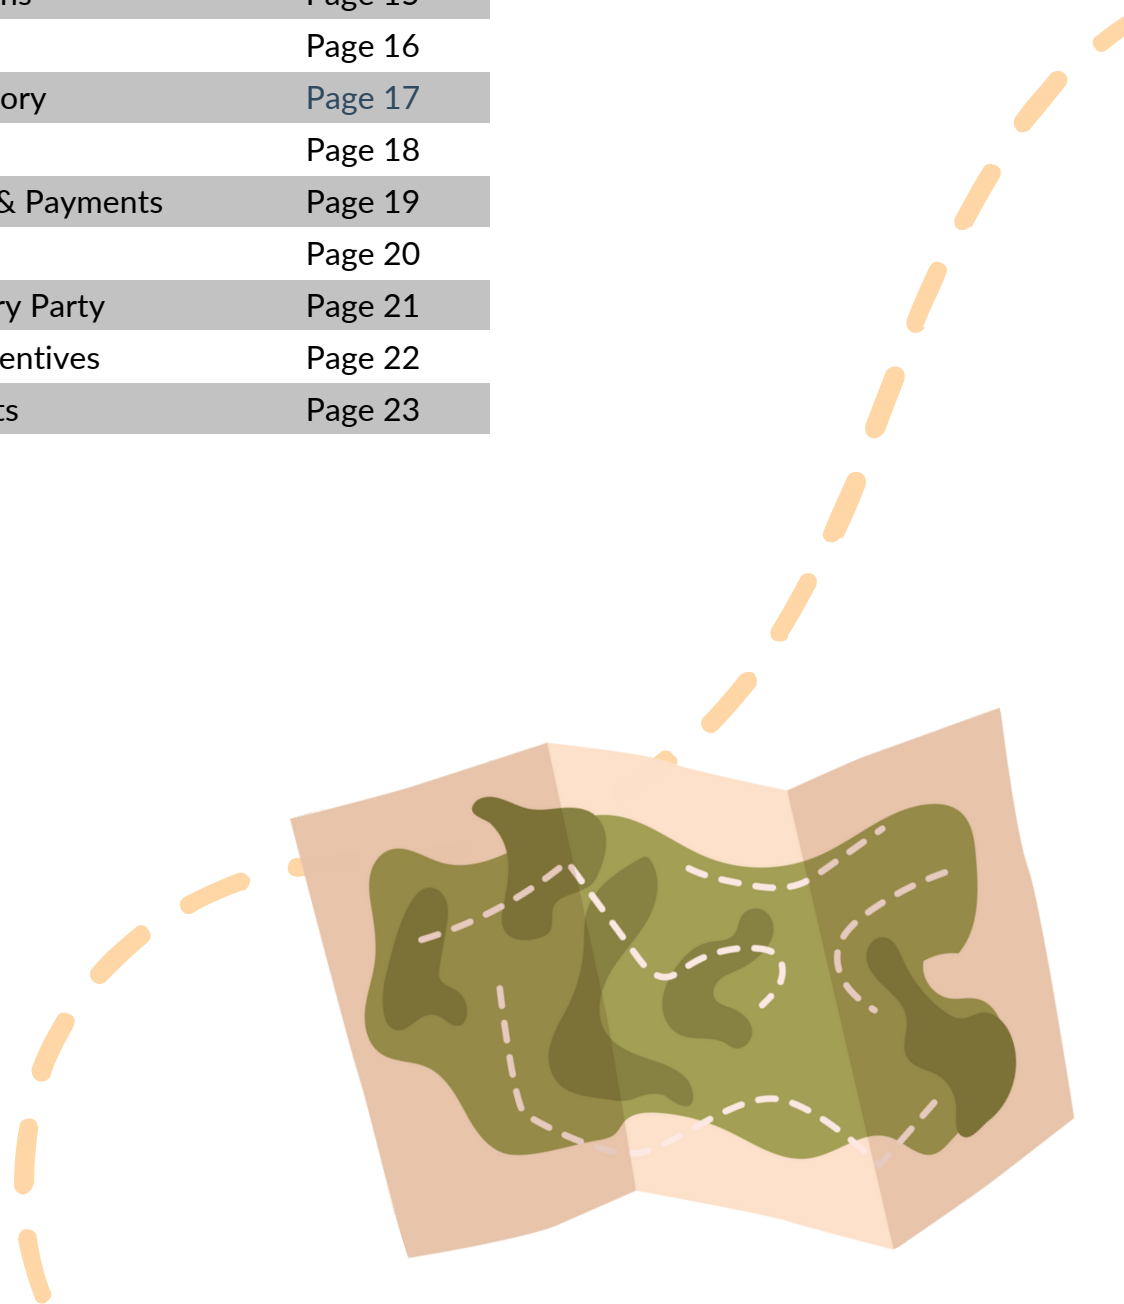 Page 16
ory Page 17
Page 18
& Payments Page 19
Page 20
ry Party Page 21
entives Page 22
ts Page 23